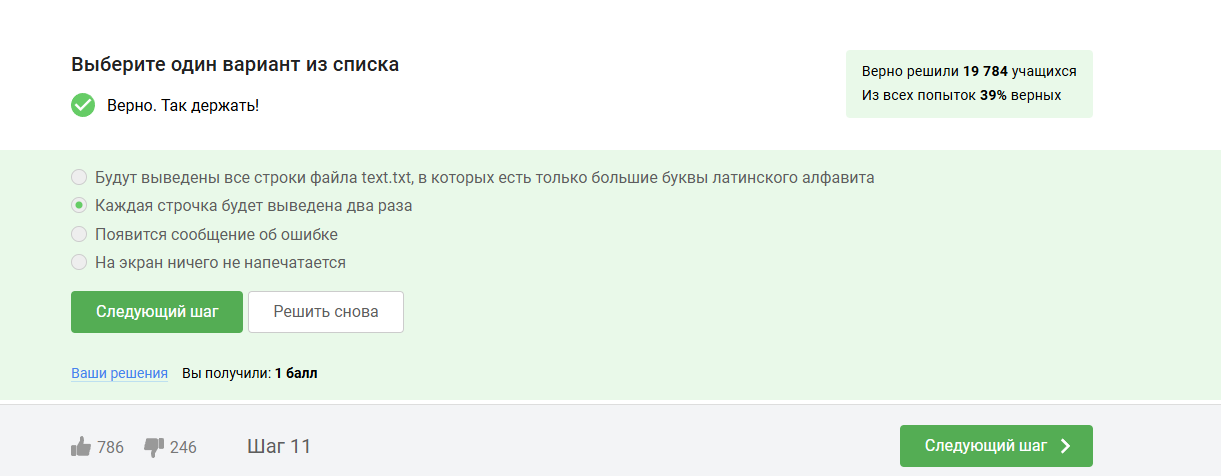 Выберите один вариант из списка
Верно. Так держать!
Верно решили 19 784 учащихся
Из всех попыток 39% верных
Будут выведены все строки файла text.txt, в которых есть только большие буквы латинского алфавита
Каждая строчка будет выведена два раза
Появится сообщение об ошибке
На экран ничего не напечатается
Следующий шаг
Решить снова
Ваши решения Вы получили: 1 балл
786 246 Шаг 11 Следующий шаг